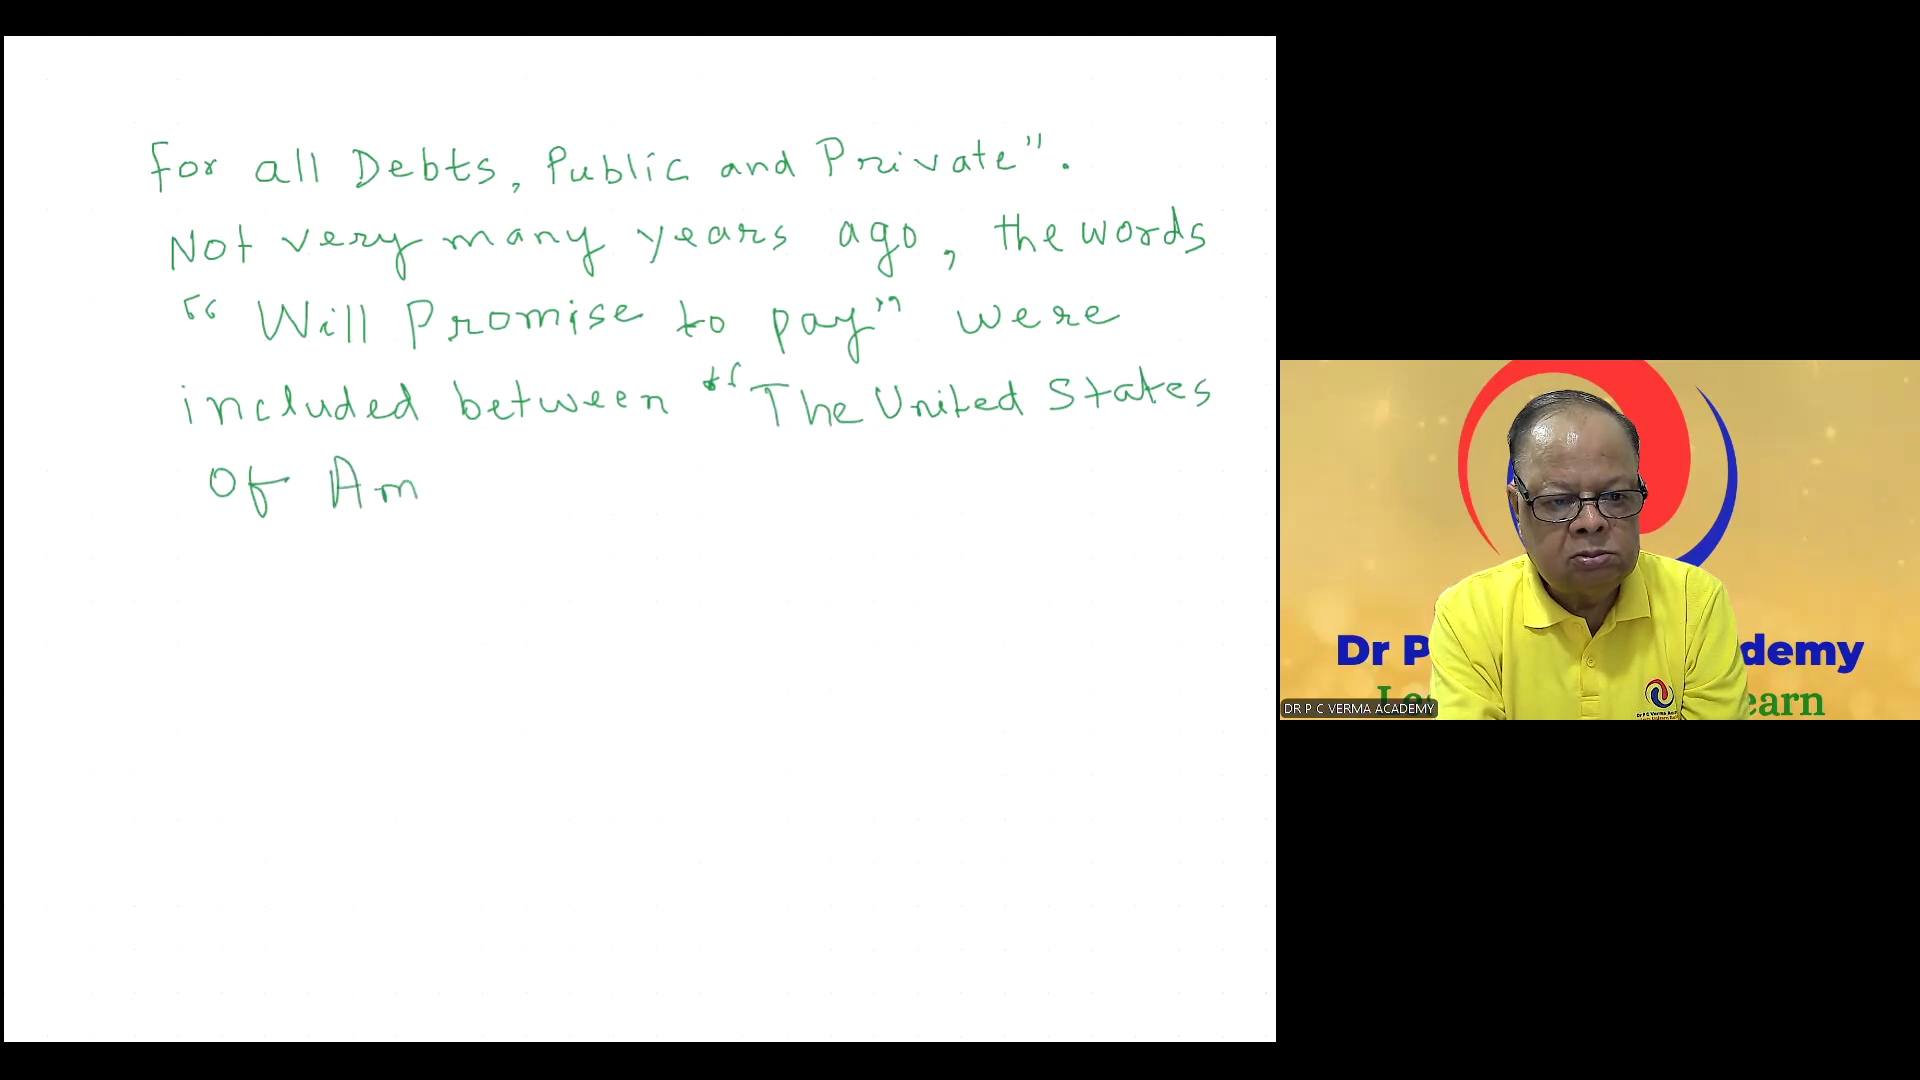 for all Debts, Public and Private".
Not very many years ago, the words
"Will Promise to pay" were
included between "The United States
Of Am
Dr P demy
Le earn
DR P C VERMA ACADEMY